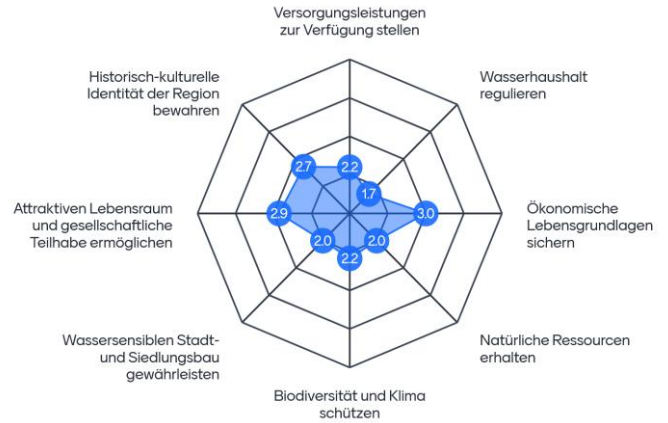 Versorgungsleistungen
zur Verfügung stellen
Historisch-kulturelle
Identität der Region
bewahren
Wasserhaushalt
regulieren
2.7
2.2
1.7
Attraktiven Lebensraum
und gesellschaftliche
Teilhabe ermöglichen
2.9
3.0
Ökonomische
Lebensgrundlagen
sichern
2.0
2.0
2.2
Wassersensiblen Stadt-
und Siedlungsbau
gewährleisten
Natürliche Ressourcen
erhalten
Biodiversität und Klima
schützen